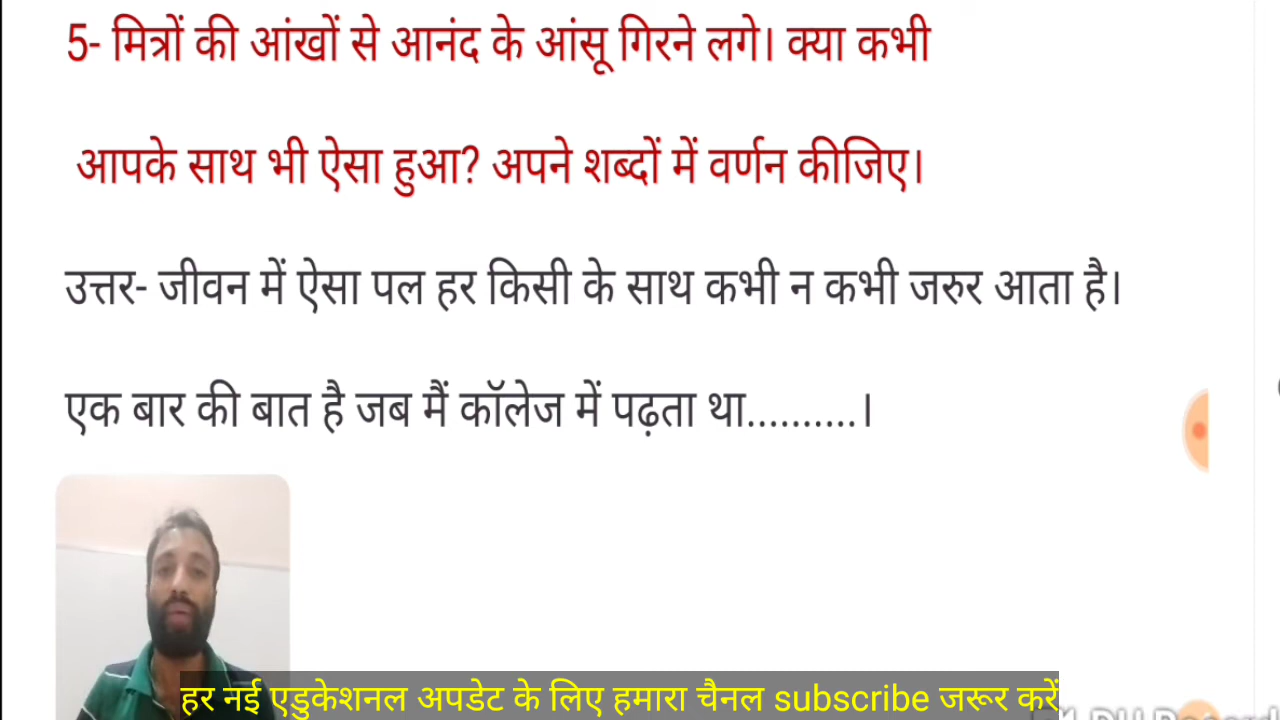 5- मित्रों की आंखों से आनंद के आंसू गिरने लगे। क्या कभी
आपके साथ भी ऐसा हुआ? अपने शब्दों में वर्णन कीजिए।
उत्तर- जीवन में ऐसा पल हर किसी के साथ कभी न कभी जरुर आता है।
एक बार की बात है जब मैं कॉलेज में पढ़ता था..........।
हर नई एडुकेशनल अपडेट के लिए हमारा चैनल subscribe जरूर करें